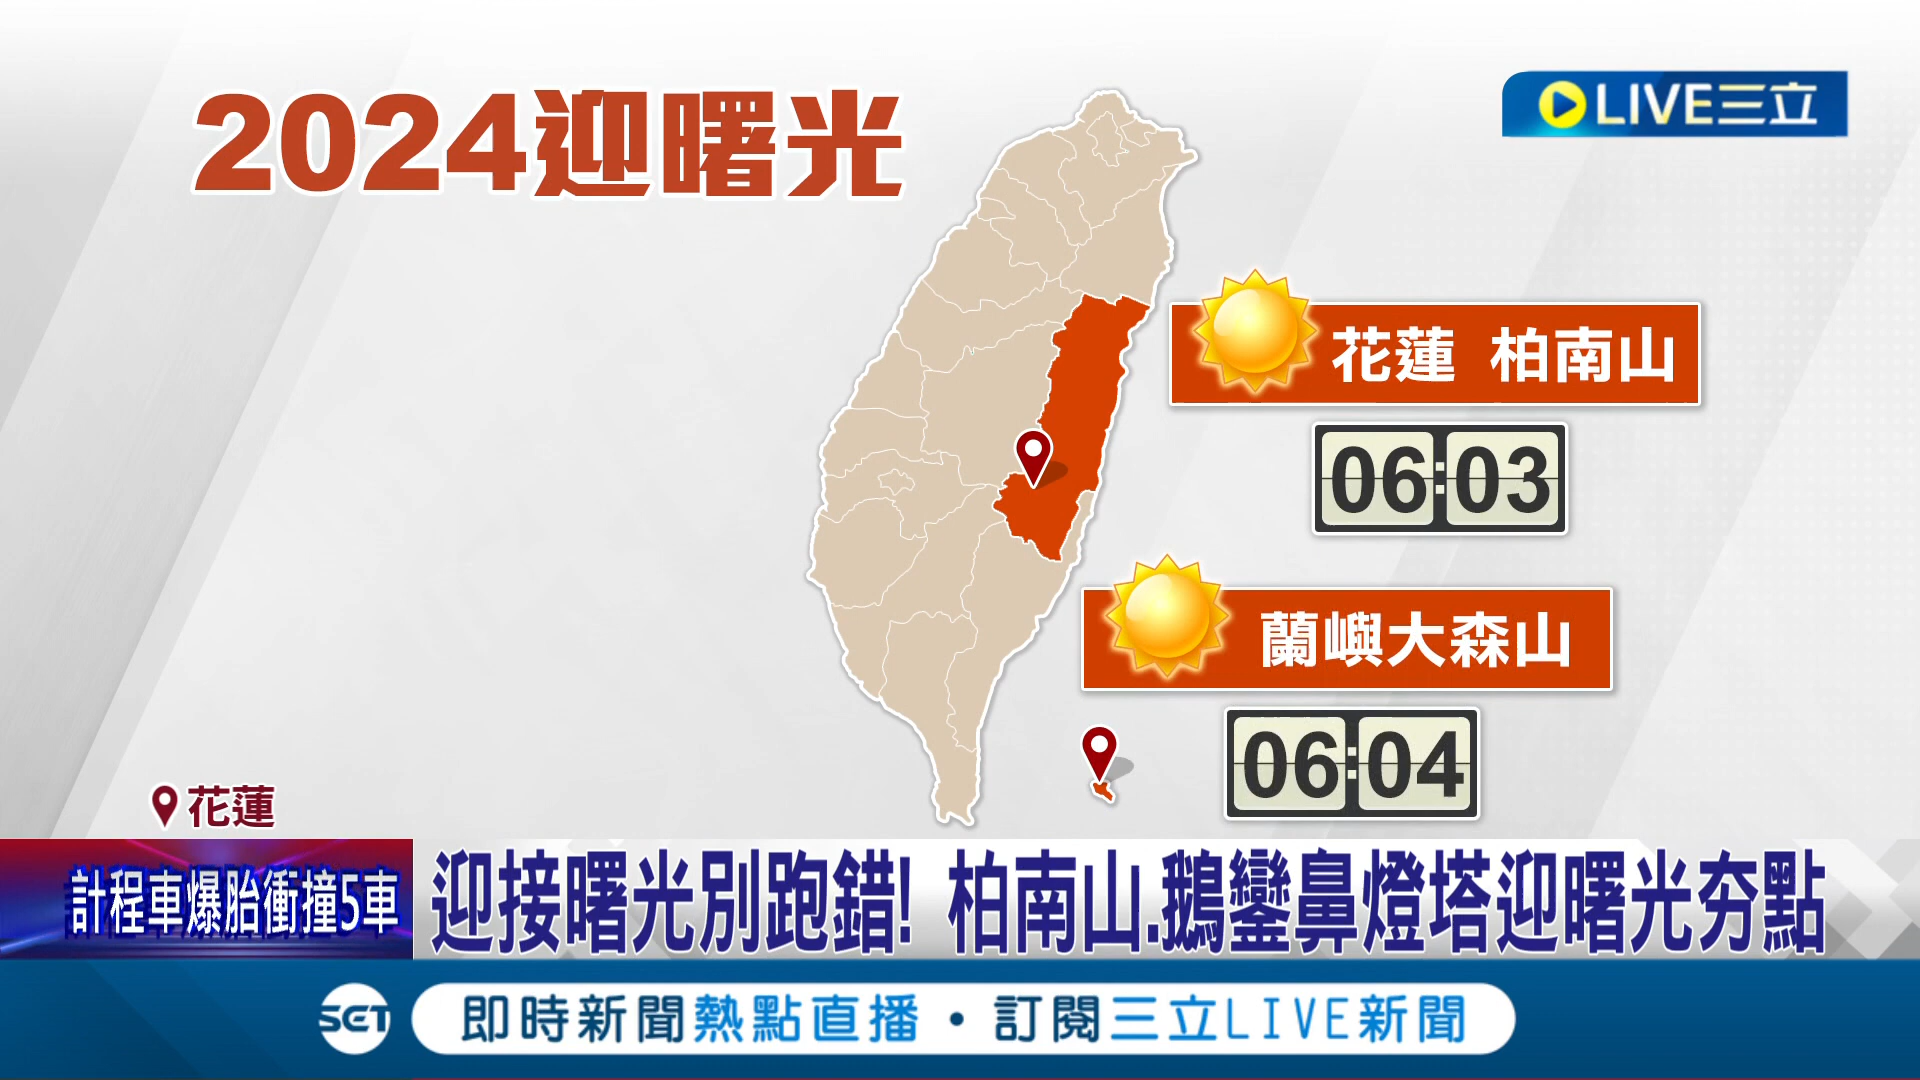 2024迎曙光
LIVE三立
花蓮 柏南山
06:03
蘭嶼大森山
06:04
花蓮
計程車爆胎衝撞5車
迎接曙光別跑錯! 柏南山.鵝鑾鼻燈塔迎曙光夯點
SET
即時新聞熱點直播・訂閱三立LIVE新聞